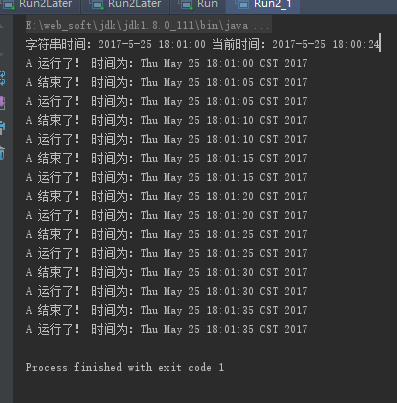 Run2Later Run2Later Run Run2_1
E:\web_soft\jdk\jdk1.8.0_111\bin\java ...
字符串时间：2017-5-25 18:01:00 当前时间：2017-5-25 18:00:24
A 运行了！ 时间为：Thu May 25 18:01:00 CST 2017
A 结束了！ 时间为：Thu May 25 18:01:05 CST 2017
A 运行了！ 时间为：Thu May 25 18:01:05 CST 2017
A 结束了！ 时间为：Thu May 25 18:01:10 CST 2017
A 运行了！ 时间为：Thu May 25 18:01:10 CST 2017
A 结束了！ 时间为：Thu May 25 18:01:15 CST 2017
A 运行了！ 时间为：Thu May 25 18:01:15 CST 2017
A 结束了！ 时间为：Thu May 25 18:01:20 CST 2017
A 运行了！ 时间为：Thu May 25 18:01:20 CST 2017
A 结束了！ 时间为：Thu May 25 18:01:25 CST 2017
A 运行了！ 时间为：Thu May 25 18:01:25 CST 2017
A 结束了！ 时间为：Thu May 25 18:01:30 CST 2017
A 运行了！ 时间为：Thu May 25 18:01:30 CST 2017
A 结束了！ 时间为：Thu May 25 18:01:35 CST 2017
A 运行了！ 时间为：Thu May 25 18:01:35 CST 2017
Process finished with exit code 1